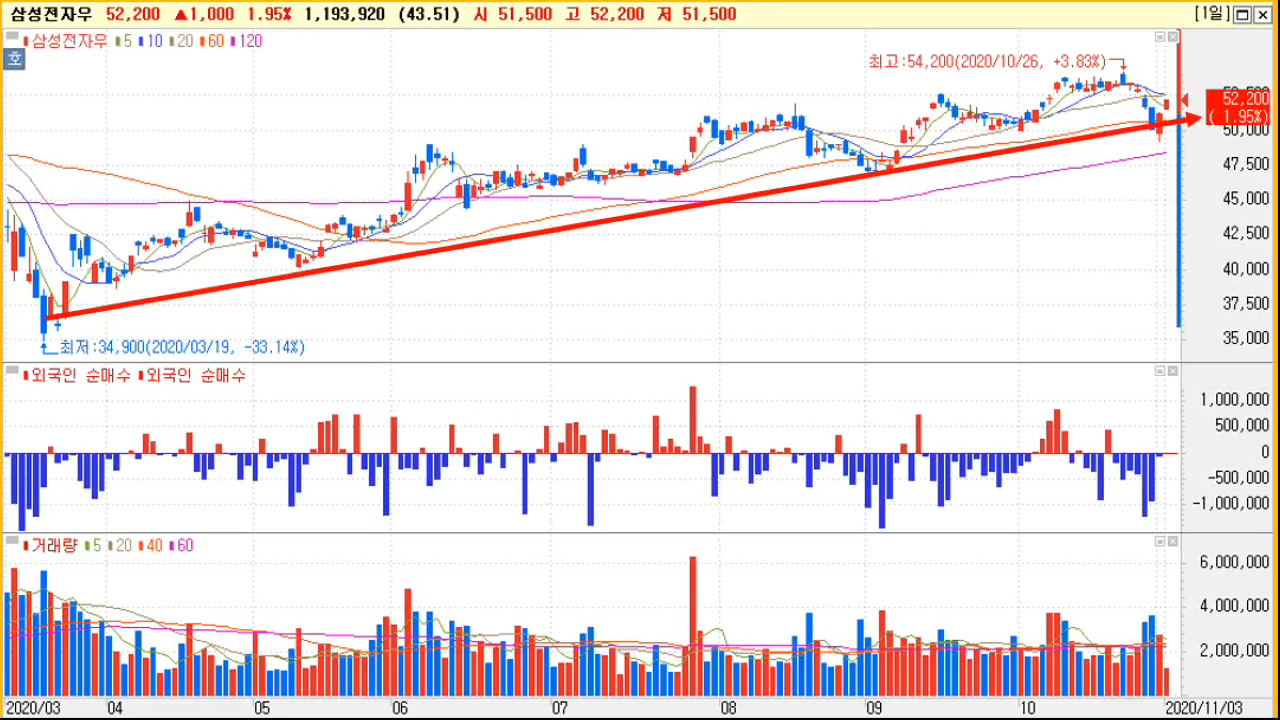 삼성전자우 52,200 ▲1,000 1.95% 1,193,920 (43.51) 시 51,500 고 52,200 저 51,500 [1일]
삼성전자우 5 10 20 60 120
호
최고:54,200(2020/10/26, +3.83%)
52,200
( 1.95%)
50,000
47,500
45,000
42,500
40,000
37,500
35,000
최저:34,900(2020/03/19, -33.14%)
외국인 순매수 외국인 순매수
1,000,000
500,000
0
-500,000
-1,000,000
거래량 5 20 40 60
6,000,000
4,000,000
2,000,000
2020/03 04 05 06 07 08 09 10 2020/11/03